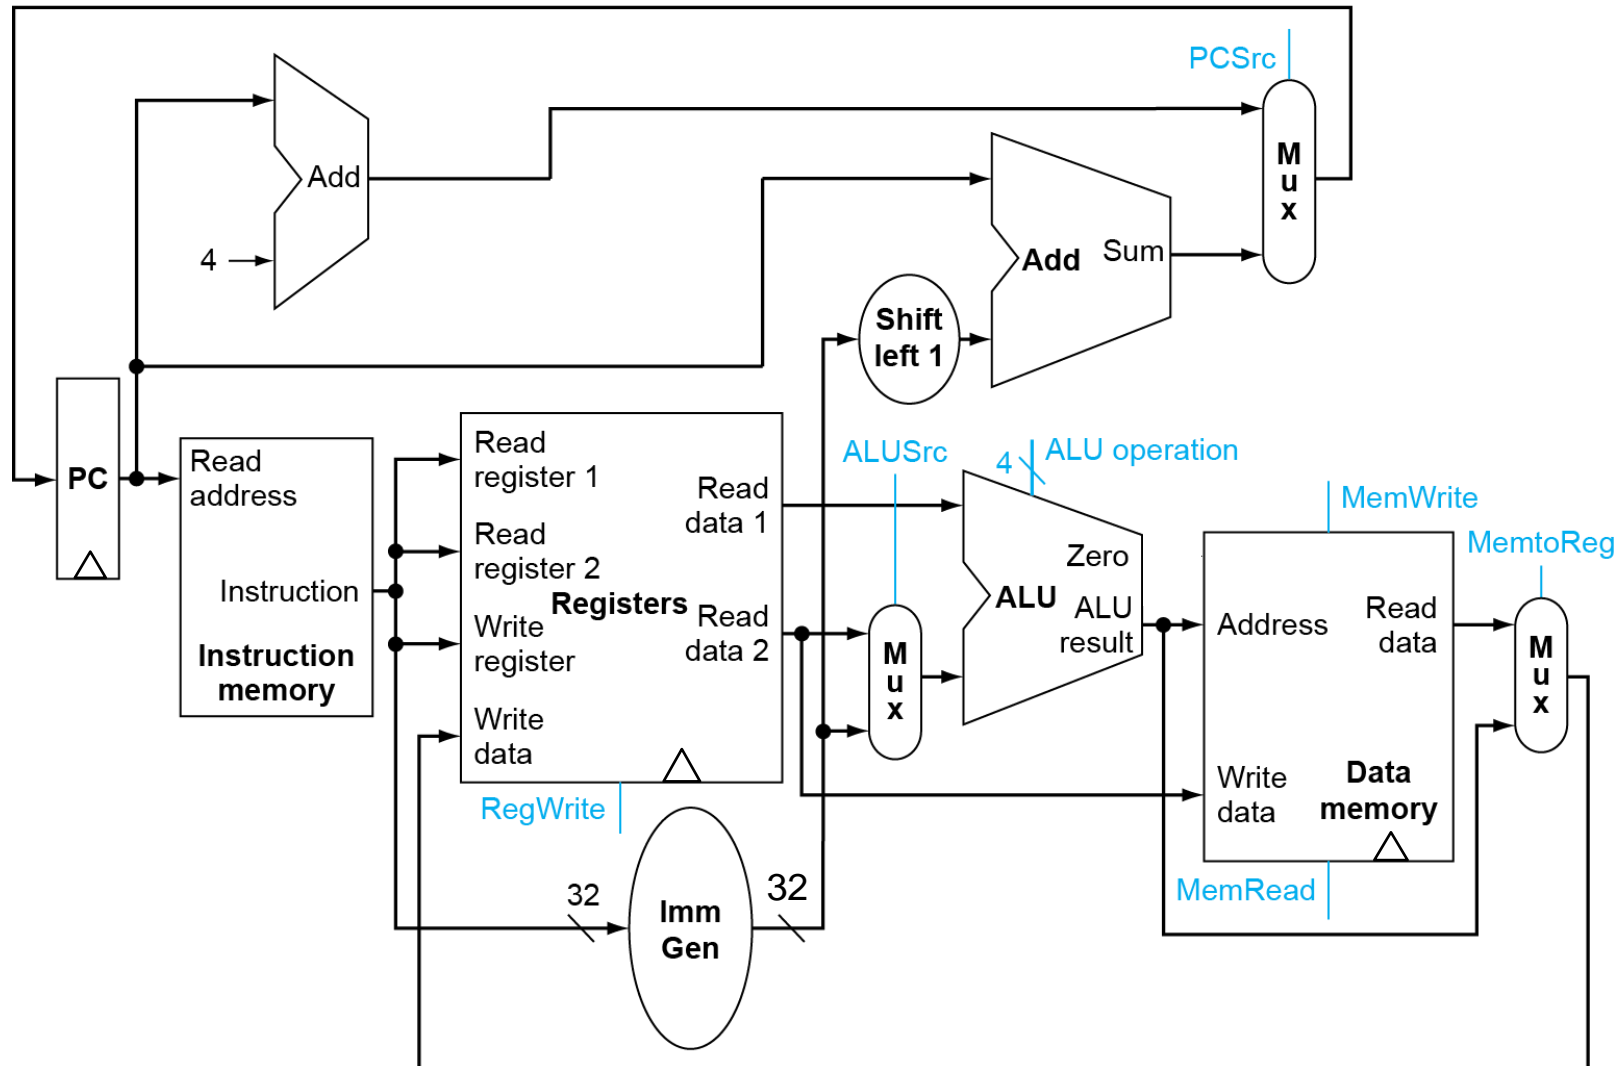 PCSrc
M
u
x
Add
4
Add
Sum
Shift
left 1
PC
Read
address
Instruction
Instruction
memory
Read
register 1
Read
register 2
Registers
Write
register
Write
data
Read
data 1
Read
data 2
RegWrite
ALUSrc
M
u
x
4
ALU operation
Zero
ALU
ALU
result
MemWrite
MemtoReg
Address
Read
data
Write
data
Data
memory
MemRead
M
u
x
32
Imm
Gen
32